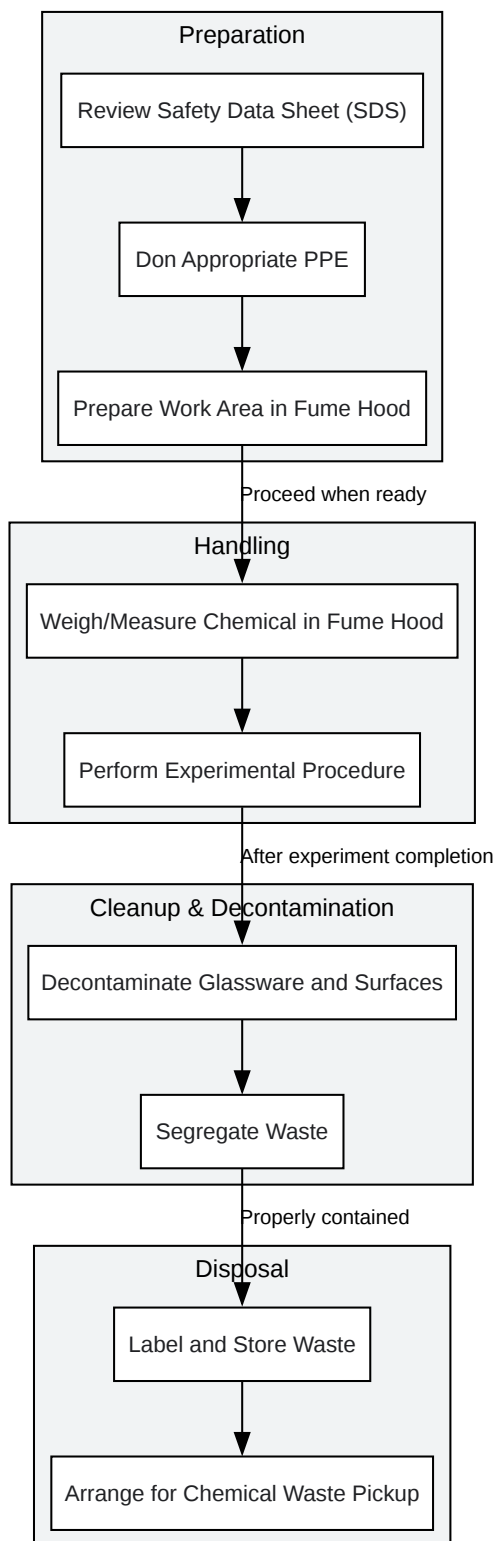 Preparation
Review Safety Data Sheet (SDS)
Don Appropriate PPE
Prepare Work Area in Fume Hood
Proceed when ready
Handling
Weigh/Measure Chemical in Fume Hood
Perform Experimental Procedure
After experiment completion
Cleanup & Decontamination
Decontaminate Glassware and Surfaces
Segregate Waste
Properly contained
Disposal
Label and Store Waste
Arrange for Chemical Waste Pickup